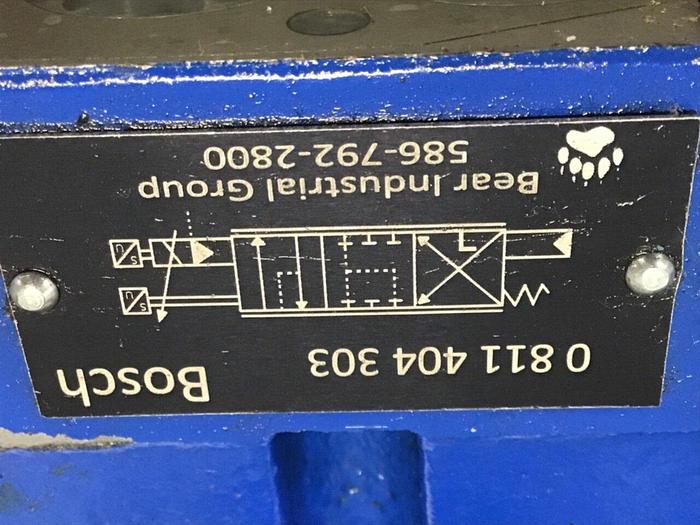 Bosch 0 811 404 303
S
U
U
S
L
Bear Industrial Group
586-792-2800